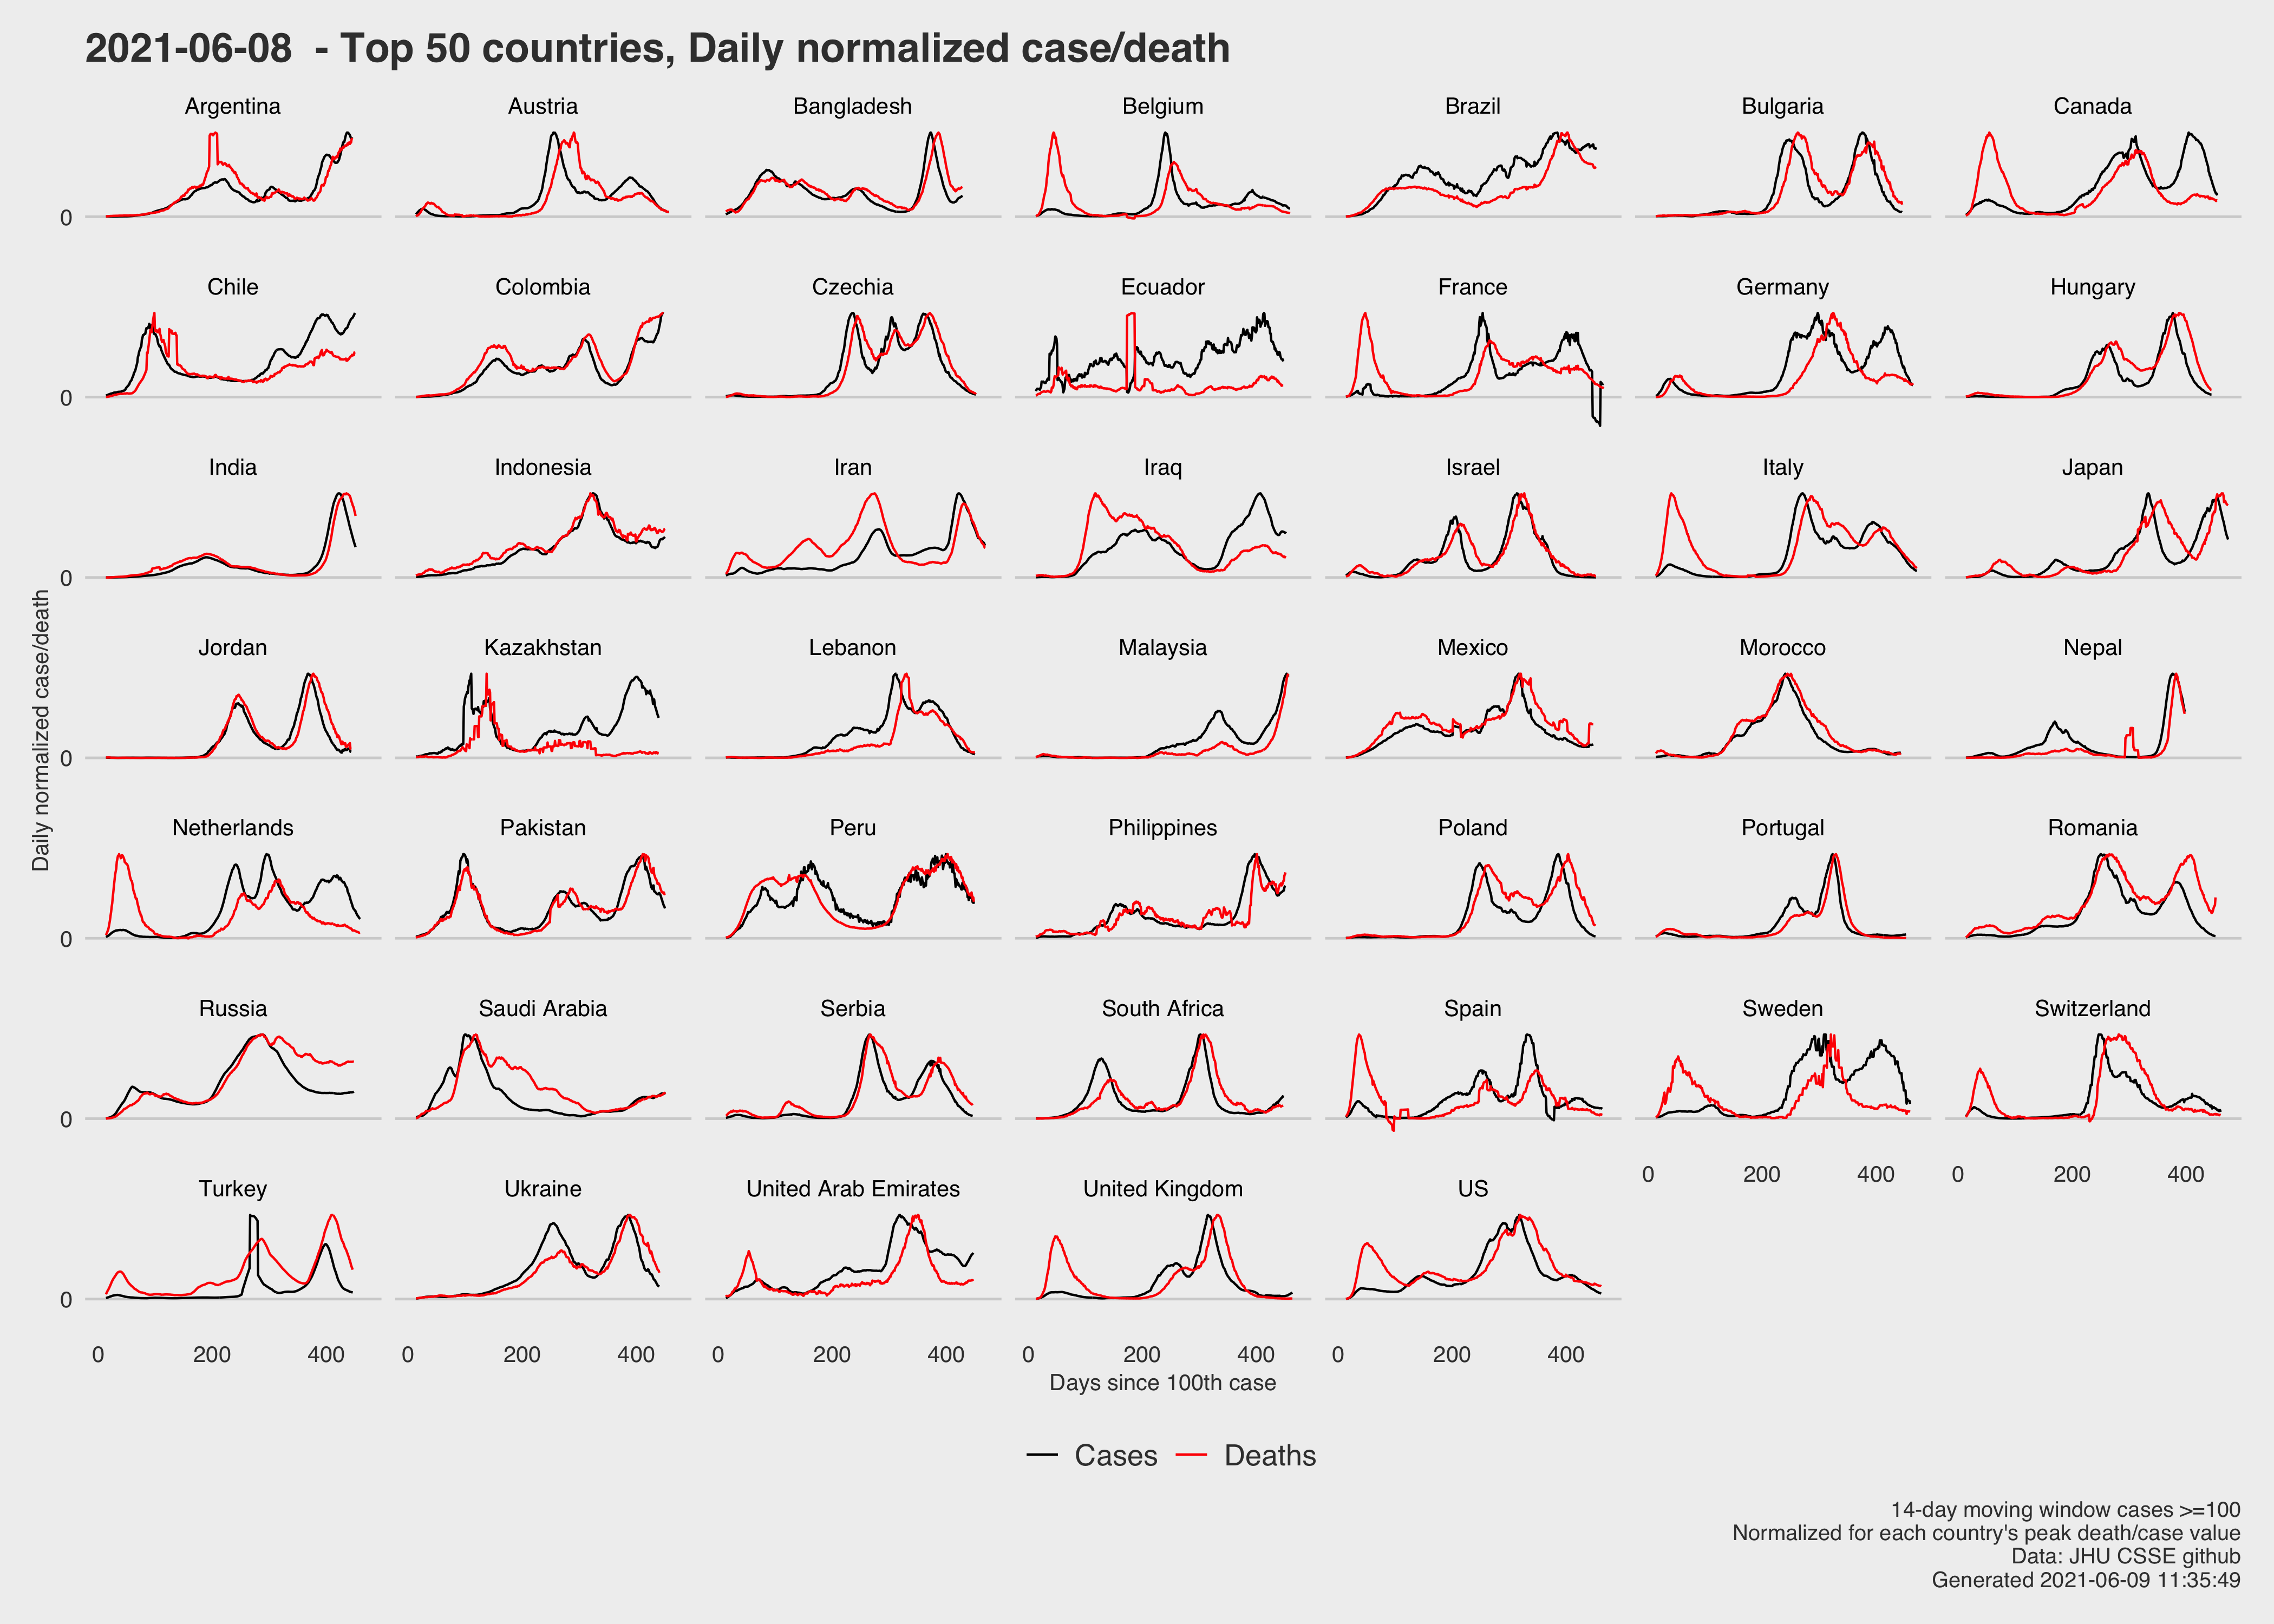 2021-06-08  - Top 50 countries, Daily normalized case/death
Argentina Austria Bangladesh Belgium Brazil Bulgaria Canada
0
Chile Colombia Czechia Ecuador France Germany Hungary
0
India Indonesia Iran Iraq Israel Italy Japan
0
Daily normalized case/death
Jordan Kazakhstan Lebanon Malaysia Mexico Morocco Nepal
0
Netherlands Pakistan Peru Philippines Poland Portugal Romania
0
Russia Saudi Arabia Serbia South Africa Spain Sweden Switzerland
0
0 200 400 0 200 400
Turkey Ukraine United Arab Emirates United Kingdom US
0
0 200 400 0 200 400 0 200 400 0 200 400 0 200 400
Days since 100th case
Cases Deaths
14-day moving window cases >=100
Normalized for each country's peak death/case value
Data: JHU CSSE github
Generated 2021-06-09 11:35:49